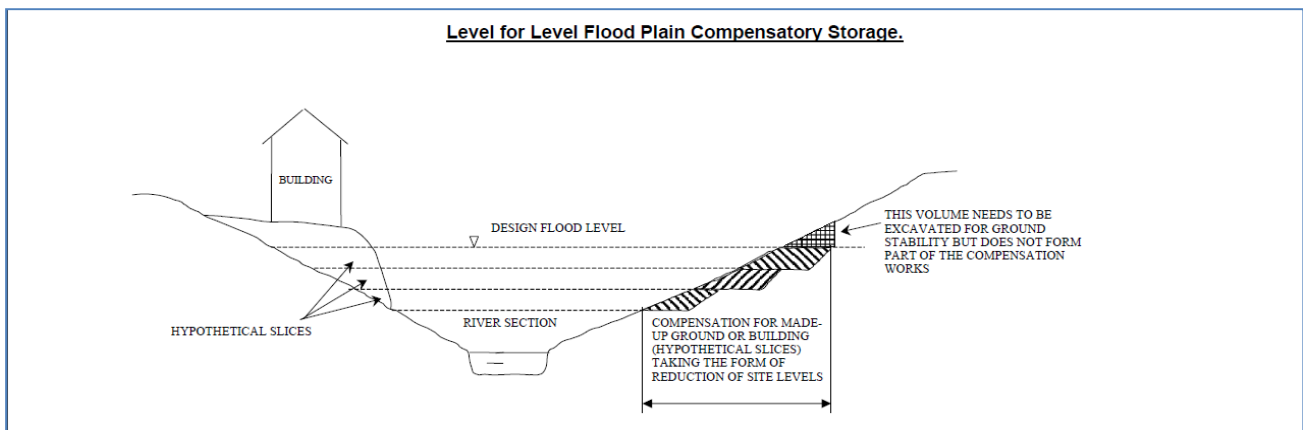 Level for Level Flood Plain Compensatory Storage.
BUILDING
DESIGN FLOOD LEVEL
THIS VOLUME NEEDS TO BE
EXCAVATED FOR GROUND
STABILITY BUT DOES NOT FORM
PART OF THE COMPENSATION
WORKS
HYPOTHETICAL SLICES
RIVER SECTION
COMPENSATION FOR MADE-
UP GROUND OR BUILDING
(HYPOTHETICAL SLICES)
TAKING THE FORM OF
REDUCTION OF SITE LEVELS